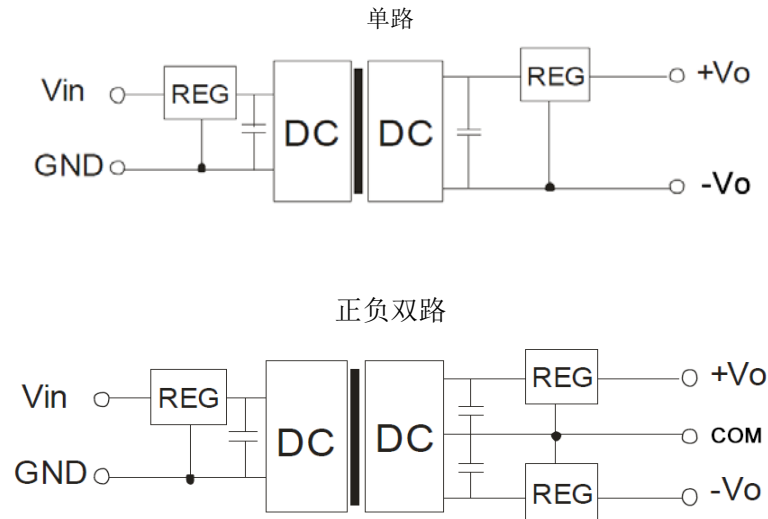 单路
Vin REG DC DC REG +Vo
GND -Vo
正负双路
Vin REG DC DC REG +Vo
COM
GND REG -Vo